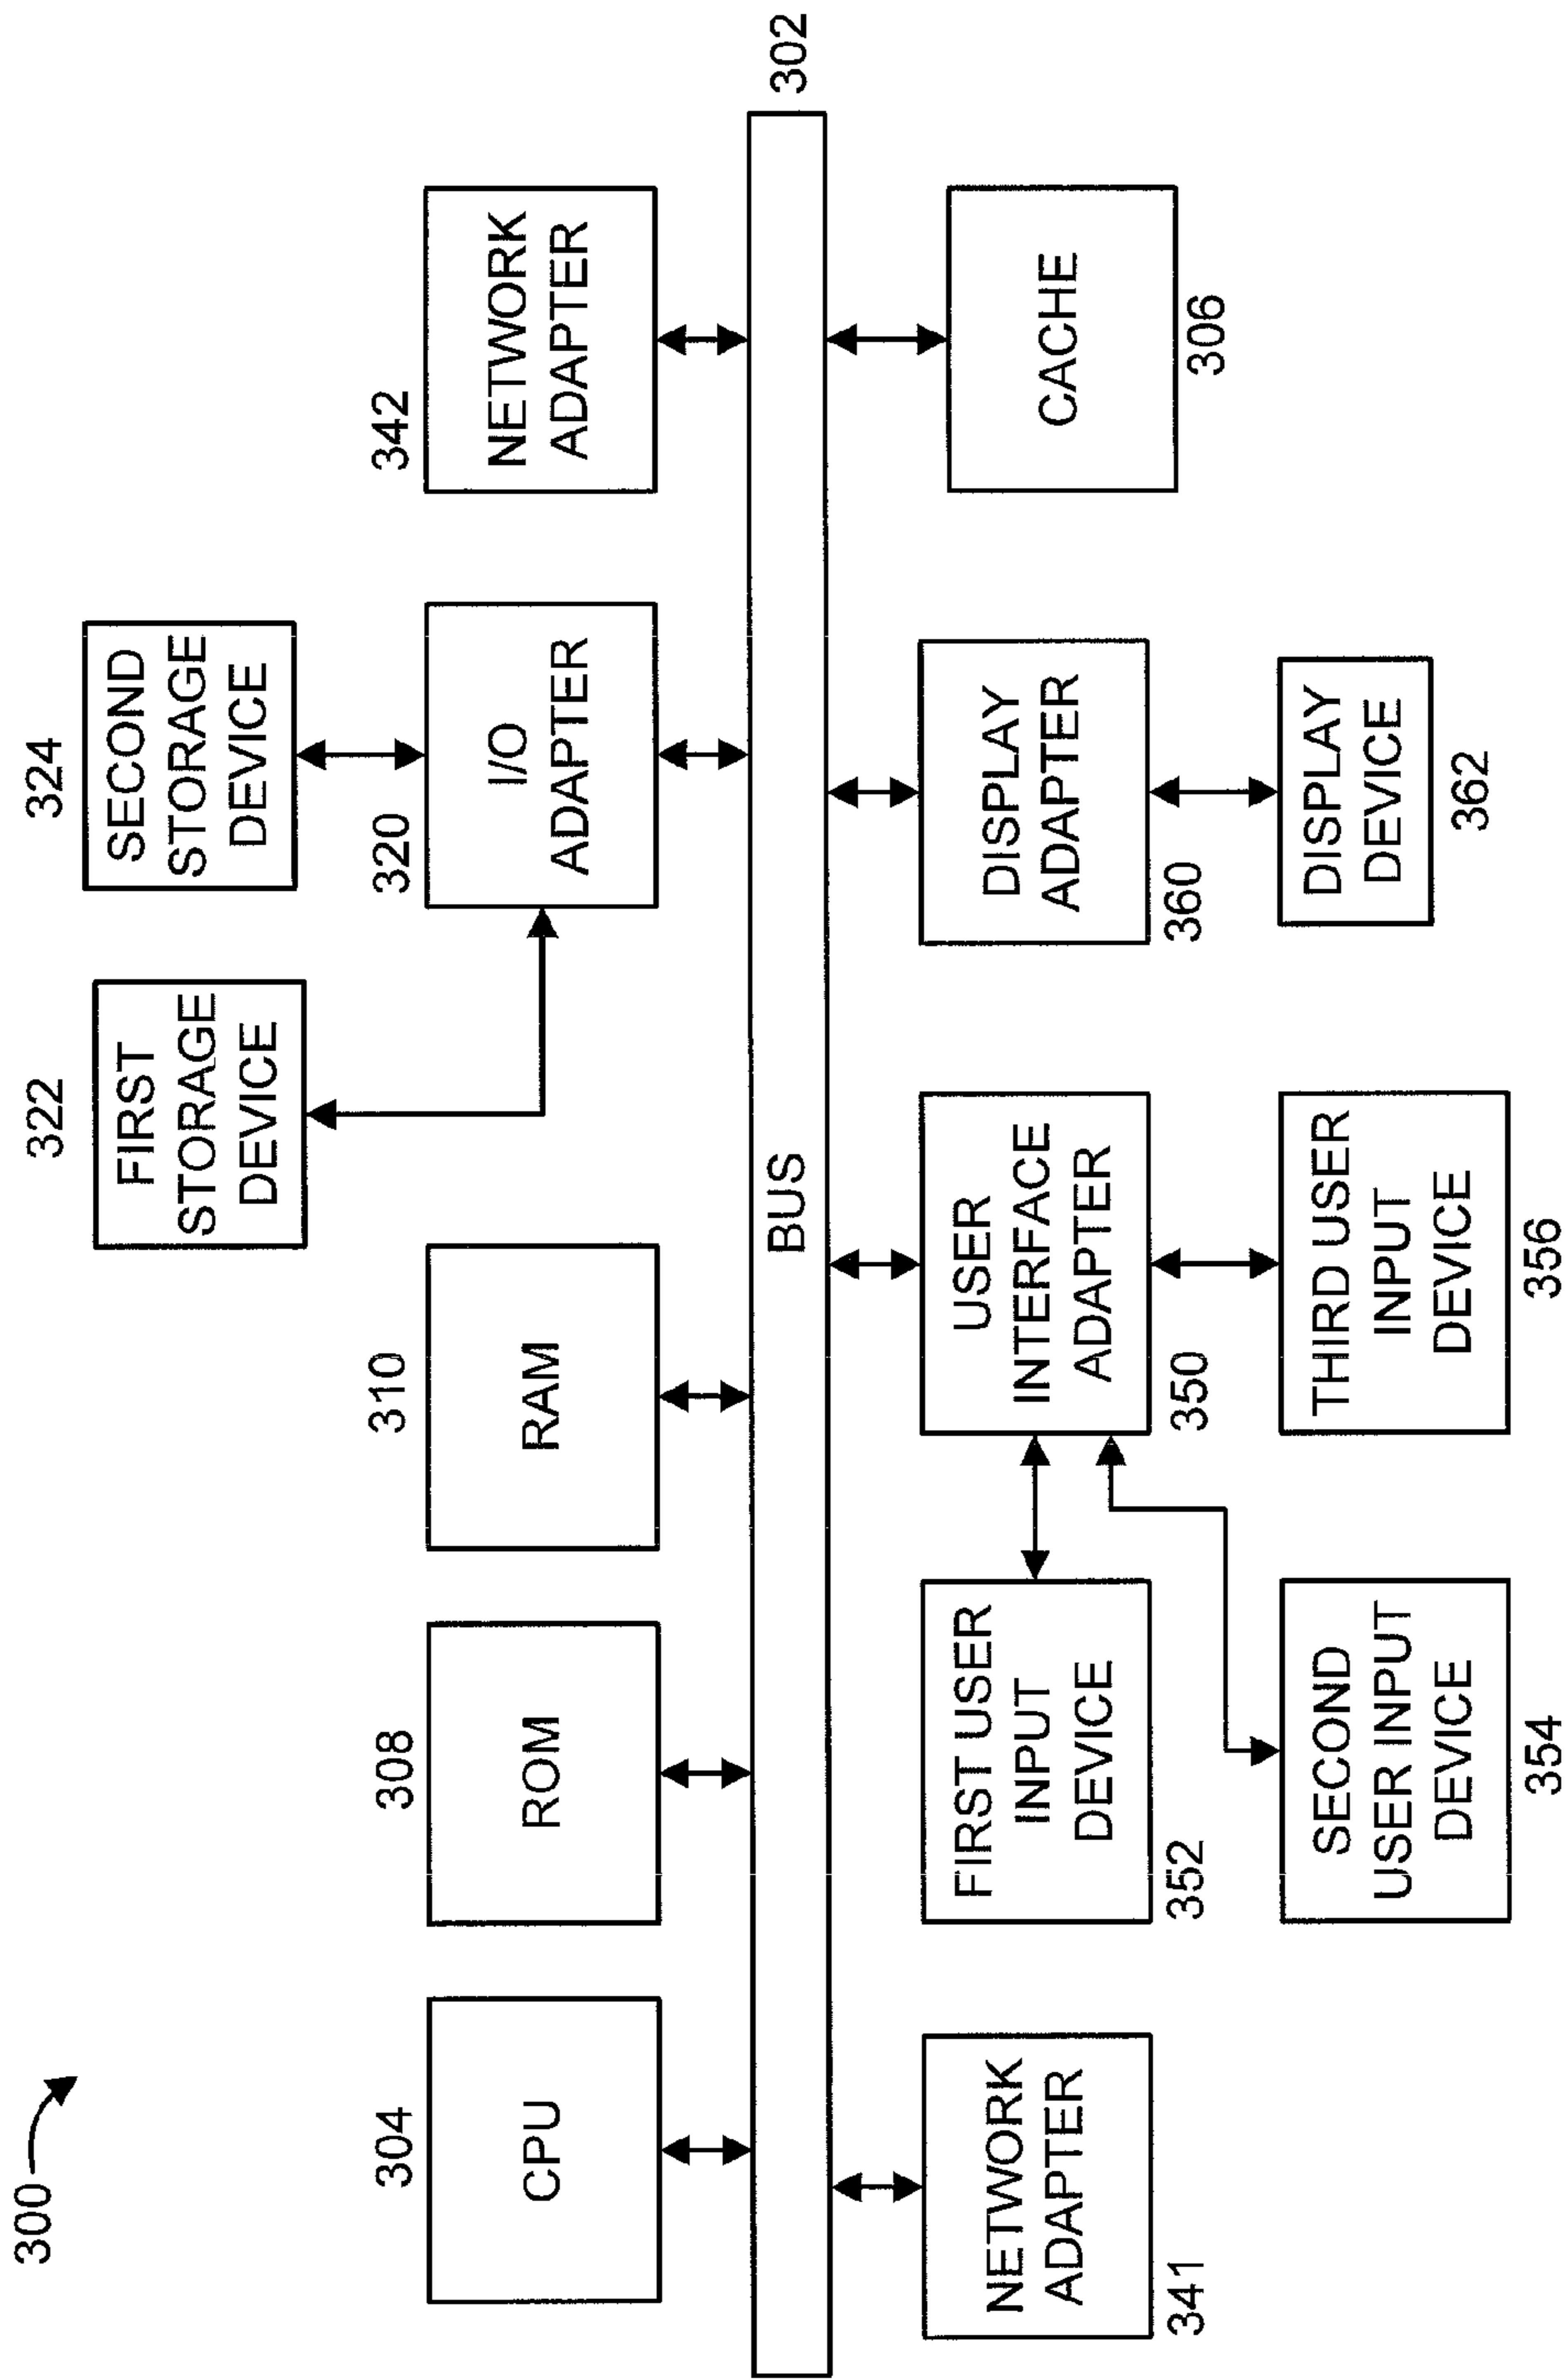 300
322
FIRST
STORAGE
DEVICE
324
SECOND
STORAGE
DEVICE
304
CPU
308
ROM
310
RAM
320
I/O
ADAPTER
342
NETWORK
ADAPTER
BUS
302
NETWORK
ADAPTER
341
FIRST USER
INPUT
DEVICE
352
USER
INTERFACE
ADAPTER
350
DISPLAY
ADAPTER
360
CACHE
306
SECOND
USER INPUT
DEVICE
354
THIRD USER
INPUT
DEVICE
356
DISPLAY
DEVICE
362